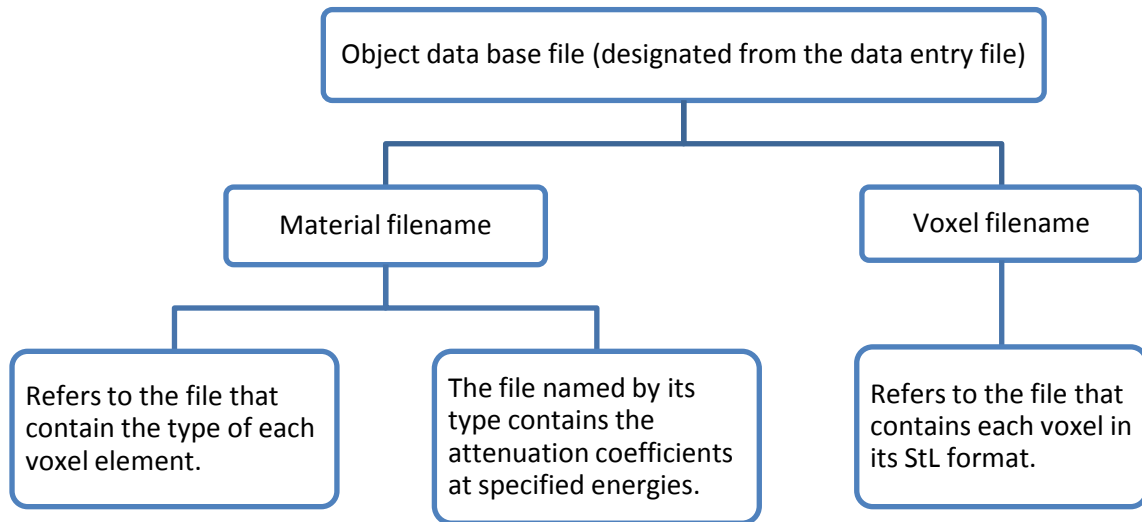 Object data base file (designated from the data entry file)
Material filename
Voxel filename
Refers to the file that
contain the type of each
voxel element.
The file named by its
type contains the
attenuation coefficients
at specified energies.
Refers to the file that
contains each voxel in
its StL format.